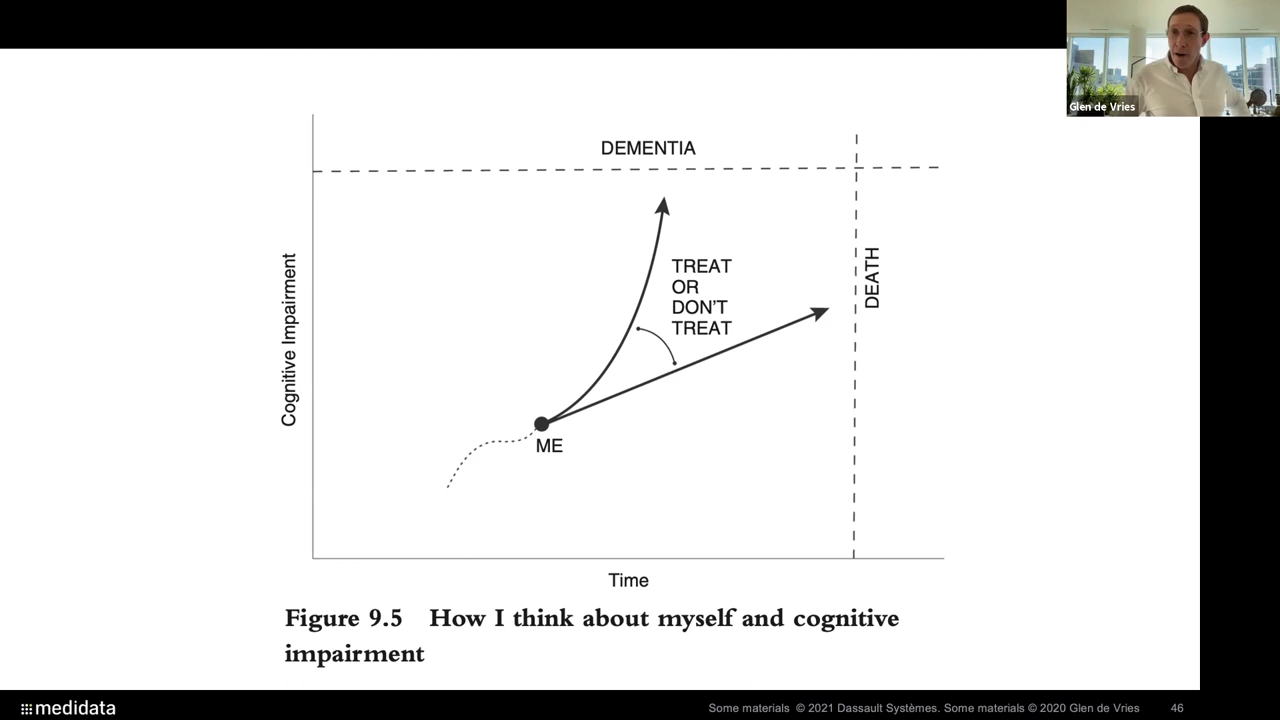 Glen de Vries
DEMENTIA
DEATH
TREAT
OR
DON'T
TREAT
Cognitive Impairment
ME
Time
Figure 9.5 How I think about myself and cognitive
impairment
medidata
Some materials © 2021 Dassault Systèmes. Some materials © 2020 Glen de Vries
46